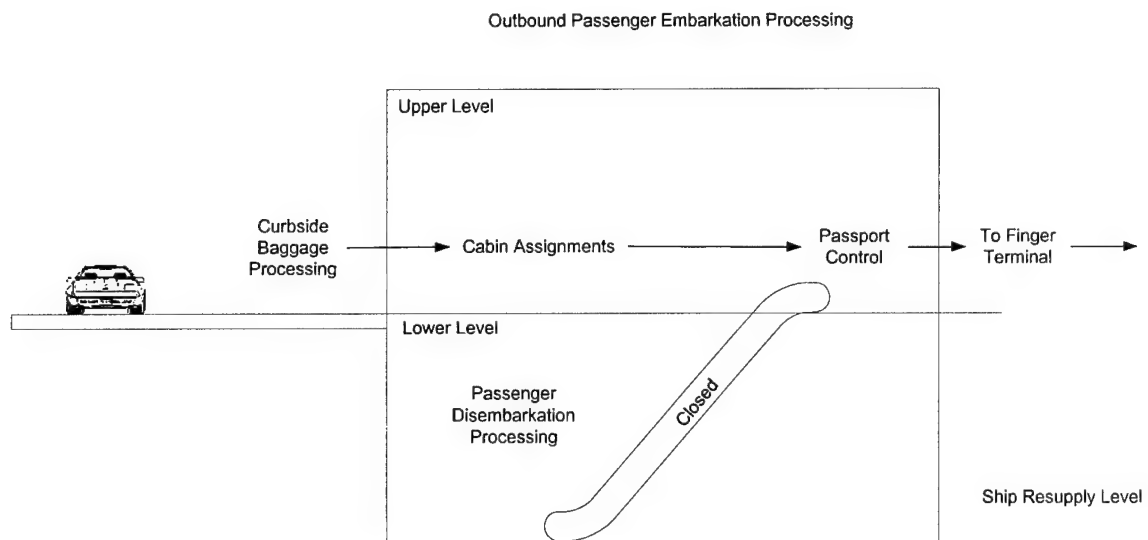 Outbound Passenger Embarkation Processing
Upper Level
Curbside
Baggage
Processing
Cabin Assignments
Passport
Control
To Finger
Terminal
Lower Level
Passenger
Disembarkation
Processing
Closed
Ship Resupply Level